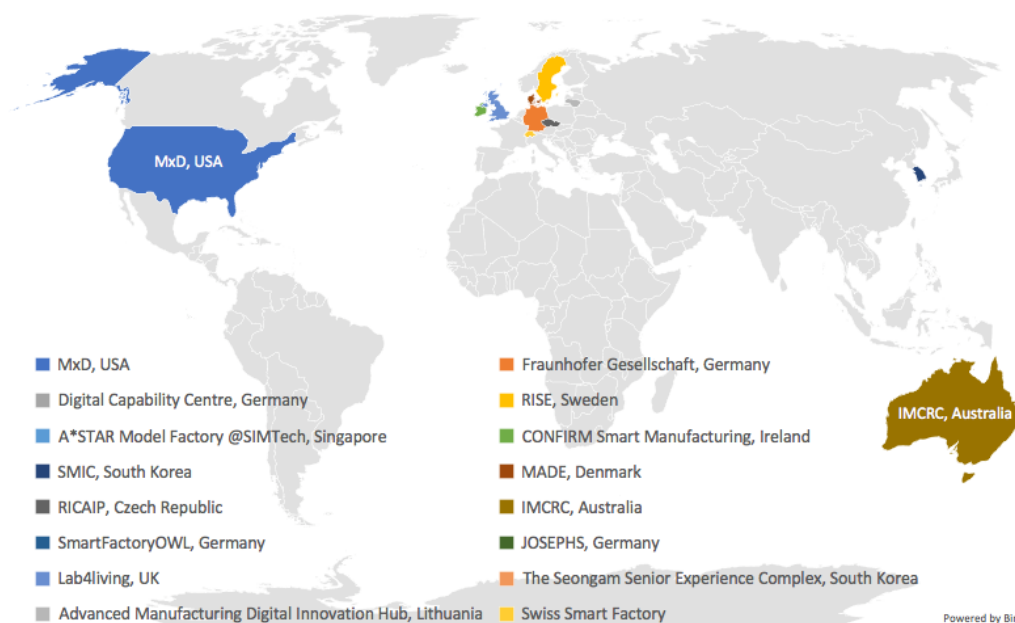 MxD, USA
IMCRC, Australia
MxD, USA
Fraunhofer Gesellschaft, Germany
Digital Capability Centre, Germany
RISE, Sweden
A*STAR Model Factory @SIMTech, Singapore
CONFIRM Smart Manufacturing, Ireland
SMIC, South Korea
MADE, Denmark
RICAIP, Czech Republic
IMCRC, Australia
SmartFactoryOWL, Germany
JOSEPHS, Germany
Lab4living, UK
The Seongam Senior Experience Complex, South Korea
Advanced Manufacturing Digital Innovation Hub, Lithuania
Swiss Smart Factory
Powered by